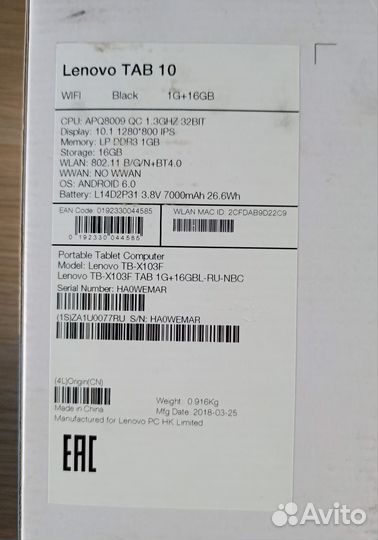 Lenovo TAB 10
WIFI Black 1G+16GB
CPU: APQ8009 QC 1.3GHZ 32BIT
Display: 10.1 1280*800 IPS
Memory: LP DDR3 1GB
Storage: 16GB
WLAN: 802.11 B/G/N+BT4.0
WWAN: NO WWAN
OS: ANDROID 6.0
Battery: L14D2P31 3.8V 7000mAh 26.6Wh
EAN Code: 0192330044585 WLAN MAC ID: 2CFDAB9D22C9
0 192330 044585
Portable Tablet Computer
Model: Lenovo TB-X103F
Lenovo TB-X103F TAB 1G+16GBL-RU-NBC
Serial Number: HA0WEMAR
(1S)ZA1U0077RU S/N: HA0WEMAR
(4L)Origin(CN)
Weight: 0.916Kg
Made in China Mfg Date: 2018-03-25
Manufactured for Lenovo PC HK Limited
EAC
Avito